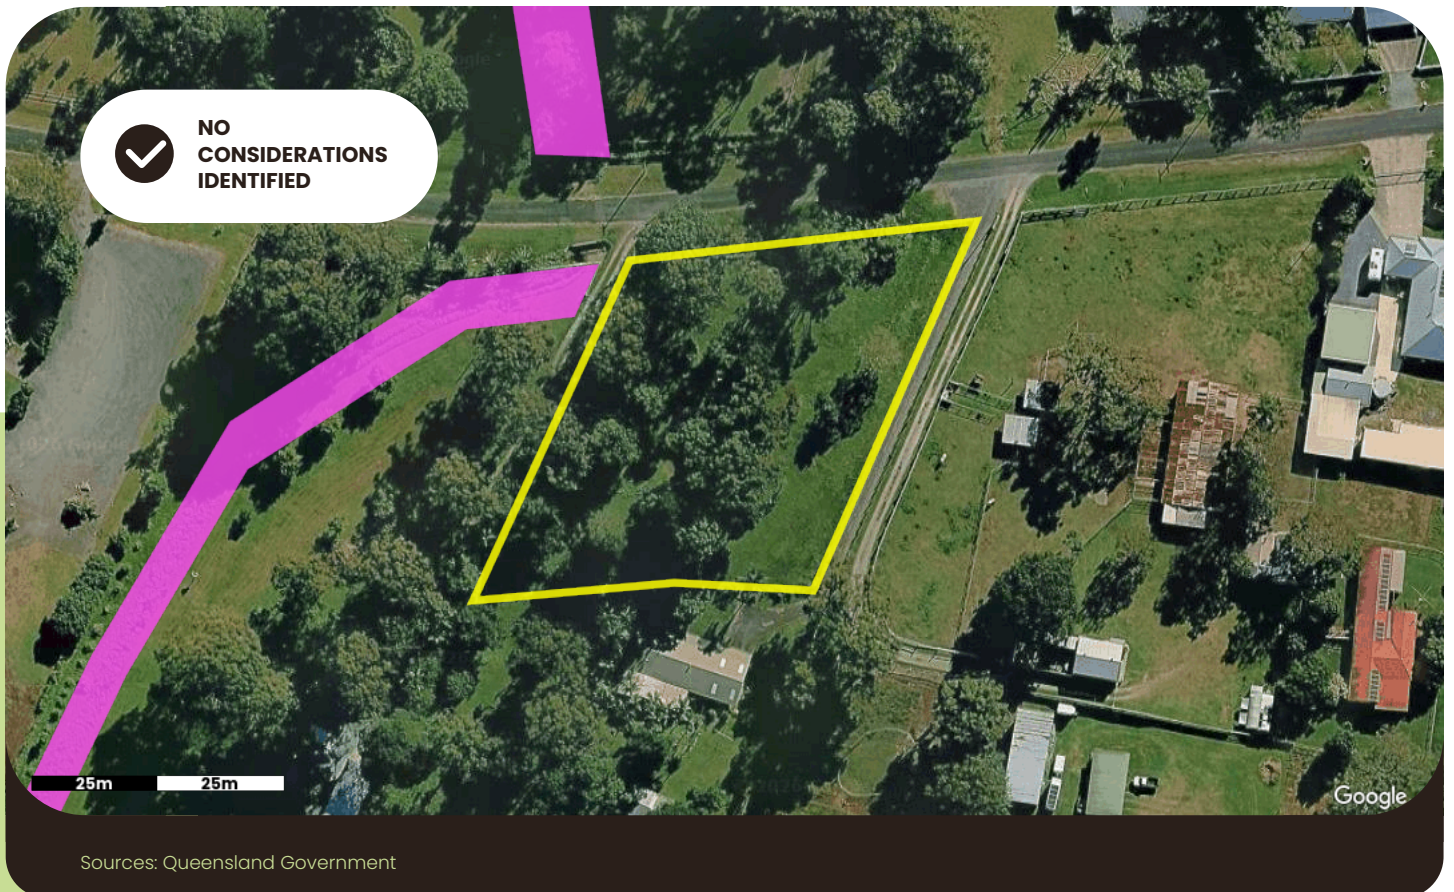 NO
CONSIDERATIONS
IDENTIFIED
25m 25m
Google
Sources: Queensland Government